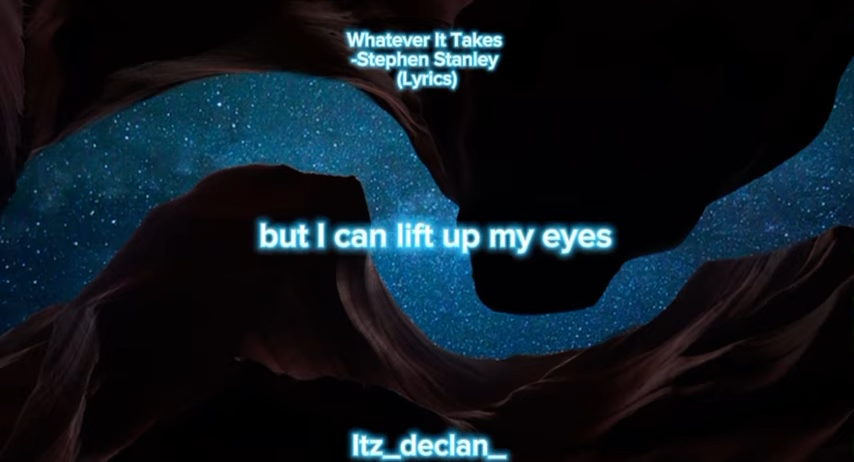 Whatever It Takes
-Stephen Stanley
(Lyrics)
but I can lift up my eyes
Itz_declan_